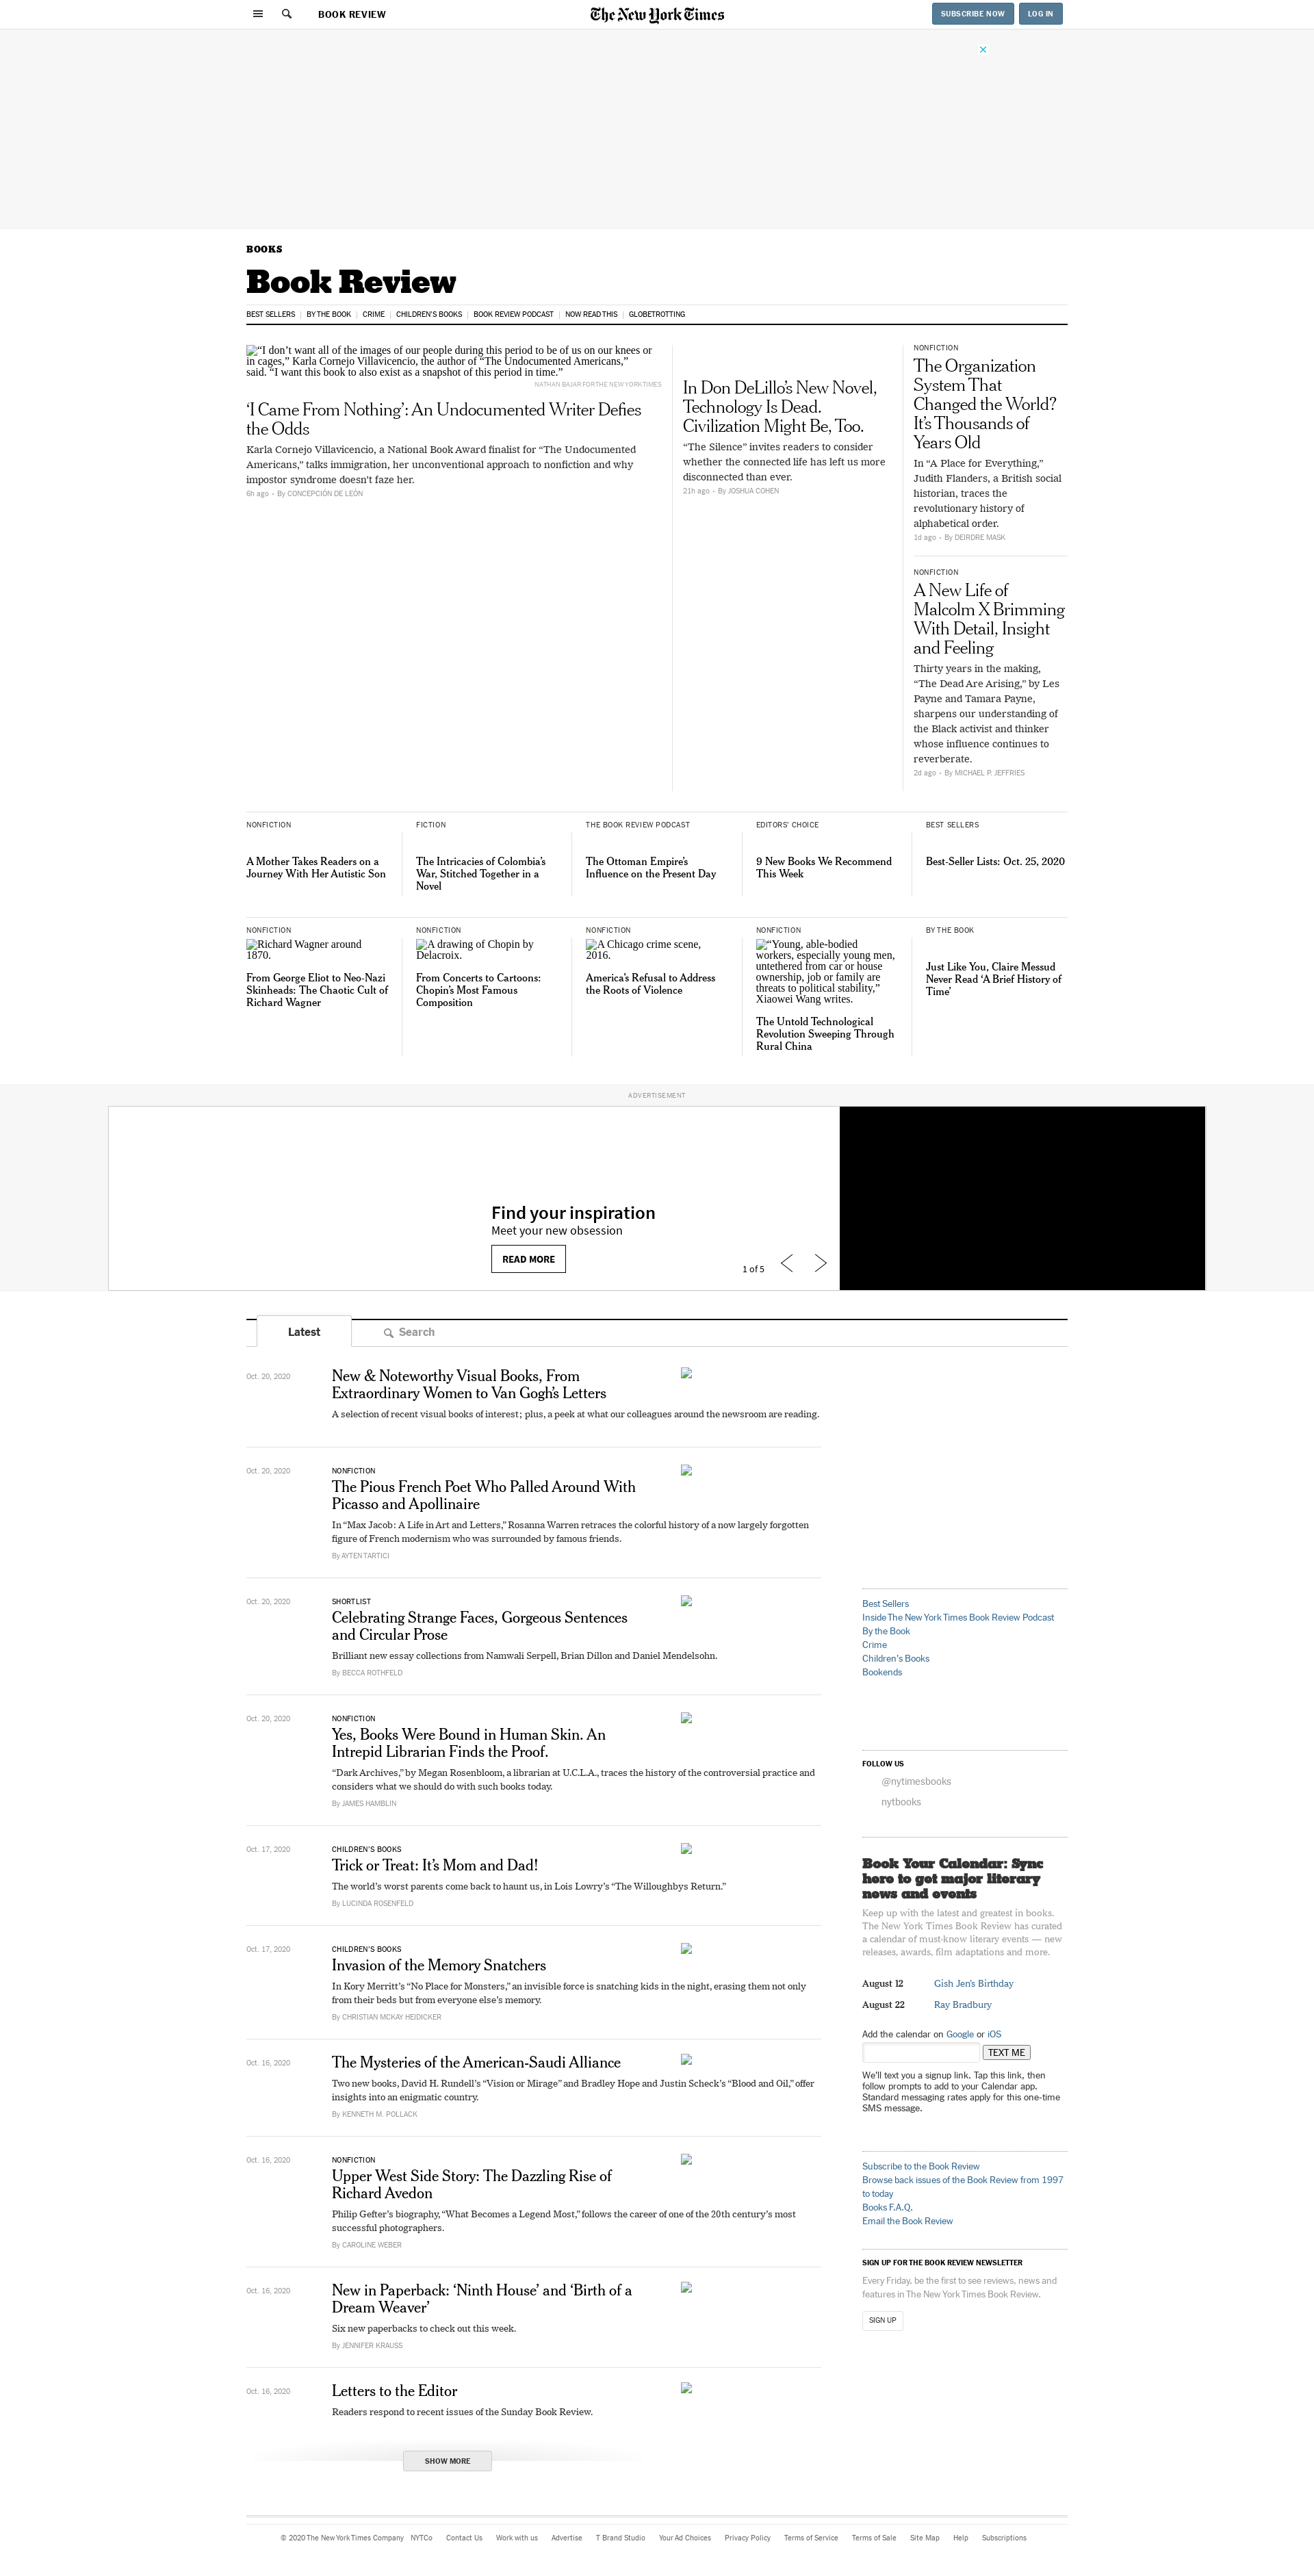 BOOK REVIEW
The New York Times
SUBSCRIBE NOW
LOG IN
BOOKS
Book Review
BEST SELLERS | BY THE BOOK | CRIME | CHILDREN'S BOOKS | BOOK REVIEW PODCAST | NOW READ THIS | GLOBETROTTING
“I don’t want all of the images of our people during this period to be of us on our knees or
in cages,” Karla Cornejo Villavicencio, the author of “The Undocumented Americans,”
said. “I want this book to also exist as a snapshot of this period in time.”
NATHAN BAJAR FOR THE NEW YORK TIMES
‘I Came From Nothing’: An Undocumented Writer Defies
the Odds
Karla Cornejo Villavicencio, a National Book Award finalist for “The Undocumented
Americans,” talks immigration, her unconventional approach to nonfiction and why
impostor syndrome doesn't faze her.
6h ago - By CONCEPCIÓN DE LEÓN
In Don DeLillo’s New Novel,
Technology Is Dead.
Civilization Might Be, Too.
“The Silence” invites readers to consider
whether the connected life has left us more
disconnected than ever.
21h ago - By JOSHUA COHEN
NONFICTION
The Organization
System That
Changed the World?
It’s Thousands of
Years Old
In “A Place for Everything,”
Judith Flanders, a British social
historian, traces the
revolutionary history of
alphabetical order.
1d ago - By DEIRDRE MASK
NONFICTION
A New Life of
Malcolm X Brimming
With Detail, Insight
and Feeling
Thirty years in the making,
“The Dead Are Arising,” by Les
Payne and Tamara Payne,
sharpens our understanding of
the Black activist and thinker
whose influence continues to
reverberate.
2d ago - By MICHAEL P. JEFFRIES
NONFICTION
A Mother Takes Readers on a
Journey With Her Autistic Son
FICTION
The Intricacies of Colombia’s
War, Stitched Together in a
Novel
THE BOOK REVIEW PODCAST
The Ottoman Empire’s
Influence on the Present Day
EDITORS' CHOICE
9 New Books We Recommend
This Week
BEST SELLERS
Best-Seller Lists: Oct. 25, 2020
NONFICTION
Richard Wagner around
1870.
From George Eliot to Neo-Nazi
Skinheads: The Chaotic Cult of
Richard Wagner
NONFICTION
A drawing of Chopin by
Delacroix.
From Concerts to Cartoons:
Chopin’s Most Famous
Composition
NONFICTION
A Chicago crime scene,
2016.
America’s Refusal to Address
the Roots of Violence
NONFICTION
“Young, able-bodied
workers, especially young men,
untethered from car or house
ownership, job or family are
threats to political stability,”
Xiaowei Wang writes.
The Untold Technological
Revolution Sweeping Through
Rural China
BY THE BOOK
Just Like You, Claire Messud
Never Read ‘A Brief History of
Time’
ADVERTISEMENT
Find your inspiration
Meet your new obsession
READ MORE
1 of 5
Latest
Search
Oct. 20, 2020
New & Noteworthy Visual Books, From
Extraordinary Women to Van Gogh’s Letters
A selection of recent visual books of interest; plus, a peek at what our colleagues around the newsroom are reading.
Oct. 20, 2020
NONFICTION
The Pious French Poet Who Palled Around With
Picasso and Apollinaire
In “Max Jacob: A Life in Art and Letters,” Rosanna Warren retraces the colorful history of a now largely forgotten
figure of French modernism who was surrounded by famous friends.
By AYTEN TARTICI
Oct. 20, 2020
SHORTLIST
Celebrating Strange Faces, Gorgeous Sentences
and Circular Prose
Brilliant new essay collections from Namwali Serpell, Brian Dillon and Daniel Mendelsohn.
By BECCA ROTHFELD
Oct. 20, 2020
NONFICTION
Yes, Books Were Bound in Human Skin. An
Intrepid Librarian Finds the Proof.
“Dark Archives,” by Megan Rosenbloom, a librarian at U.C.L.A., traces the history of the controversial practice and
considers what we should do with such books today.
By JAMES HAMBLIN
Oct. 17, 2020
CHILDREN'S BOOKS
Trick or Treat: It’s Mom and Dad!
The world’s worst parents come back to haunt us, in Lois Lowry’s “The Willoughbys Return.”
By LUCINDA ROSENFELD
Oct. 17, 2020
CHILDREN'S BOOKS
Invasion of the Memory Snatchers
In Kory Merritt’s “No Place for Monsters,” an invisible force is snatching kids in the night, erasing them not only
from their beds but from everyone else’s memory.
By CHRISTIAN MCKAY HEIDICKER
Oct. 16, 2020
The Mysteries of the American-Saudi Alliance
Two new books, David H. Rundell’s “Vision or Mirage” and Bradley Hope and Justin Scheck’s “Blood and Oil,” offer
insights into an enigmatic country.
By KENNETH M. POLLACK
Oct. 16, 2020
NONFICTION
Upper West Side Story: The Dazzling Rise of
Richard Avedon
Philip Gefter’s biography, “What Becomes a Legend Most,” follows the career of one of the 20th century’s most
successful photographers.
By CAROLINE WEBER
Oct. 16, 2020
New in Paperback: ‘Ninth House’ and ‘Birth of a
Dream Weaver’
Six new paperbacks to check out this week.
By JENNIFER KRAUSS
Oct. 16, 2020
Letters to the Editor
Readers respond to recent issues of the Sunday Book Review.
SHOW MORE
Best Sellers
Inside The New York Times Book Review Podcast
By the Book
Crime
Children's Books
Bookends
FOLLOW US
@nytimesbooks
nytbooks
Book Your Calendar: Sync
here to get major literary
news and events
Keep up with the latest and greatest in books.
The New York Times Book Review has curated
a calendar of must-know literary events — new
releases, awards, film adaptations and more.
August 12 Gish Jen's Birthday
August 22 Ray Bradbury
Add the calendar on Google or iOS
TEXT ME
We'll text you a signup link. Tap this link, then
follow prompts to add to your Calendar app.
Standard messaging rates apply for this one-time
SMS message.
Subscribe to the Book Review
Browse back issues of the Book Review from 1997
to today
Books F.A.Q.
Email the Book Review
SIGN UP FOR THE BOOK REVIEW NEWSLETTER
Every Friday, be the first to see reviews, news and
features in The New York Times Book Review.
SIGN UP
© 2020 The New York Times Company NYTCo Contact Us Work with us Advertise T Brand Studio Your Ad Choices Privacy Policy Terms of Service Terms of Sale Site Map Help Subscriptions